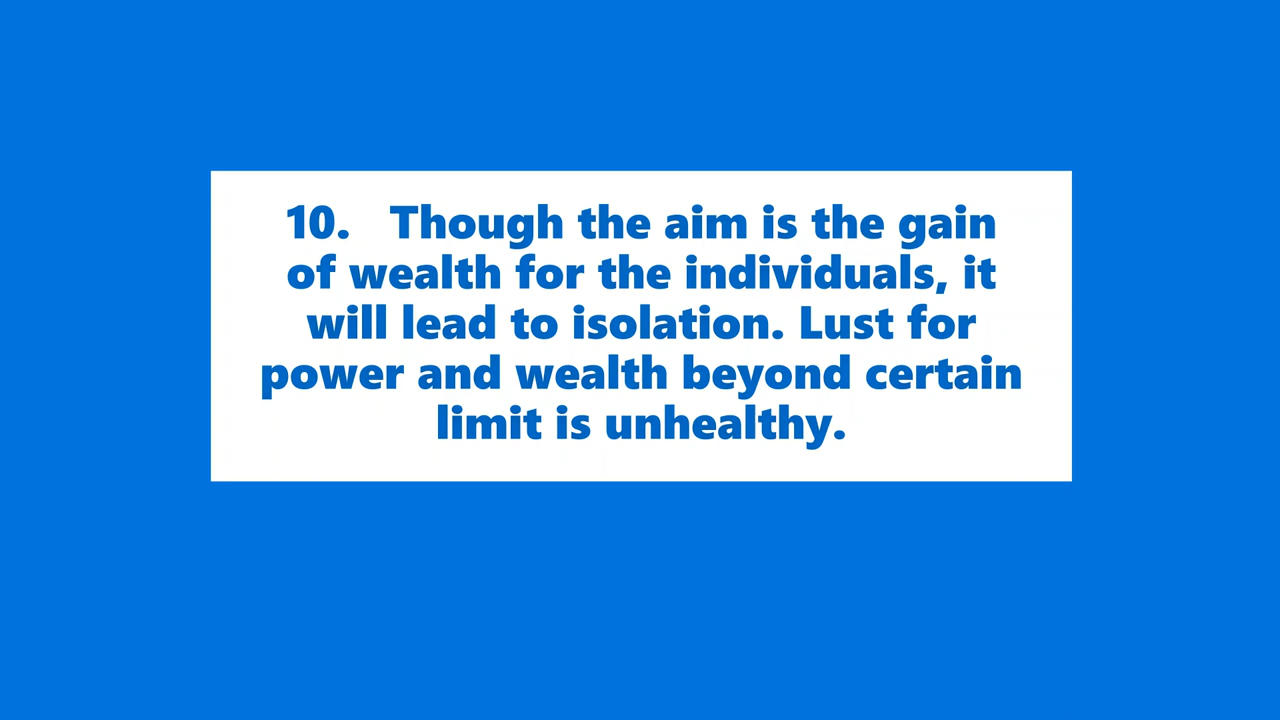 10. Though the aim is the gain
of wealth for the individuals, it
will lead to isolation. Lust for
power and wealth beyond certain
limit is unhealthy.